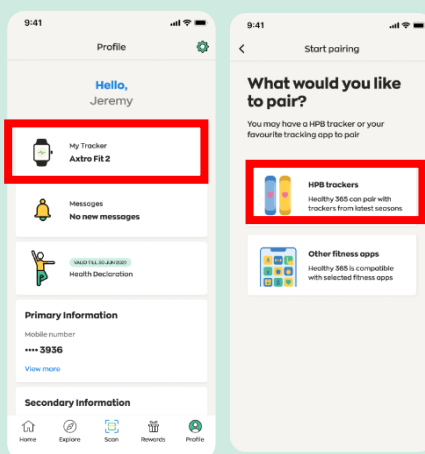 9:41
Profile
Hello,
Jeremy
My Tracker
Axtro Fit 2
Messages
No new messages
VALID TILL 30 JUN 2021
Health Declaration
Primary Information
Mobile number
•••• 3936
View more
Secondary Information
Home
Explore
Scan
Rewards
Profile
9:41
Start pairing
What would you like
to pair?
You may have a HPB tracker or your
favourite tracking app to pair
HPB trackers
Healthy 365 can pair with
trackers from latest seasons
Other fitness apps
Healthy 365 is compatible
with selected fitness apps